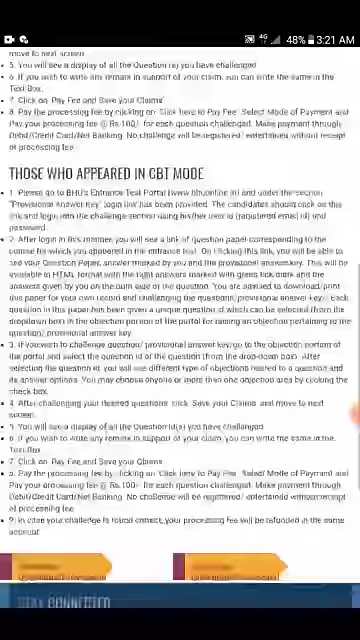 4G 48% 3:21 AM
move to next screen
5. You will see a display of all the Question id(s) you have challenged
6. If you wish to write any remark in support of your claim, you can write the same in the
Text Box.
7. Click on 'Pay Fee and Save your Claims'
8. Pay the processing fee by clicking on 'Click here to Pay Fee'. Select Mode of Payment and
Pay your processing fee @ Rs.100/- for each question challenged. Make payment through
Debit/Credit Card/Net Banking. No challenge will be registered/ entertained without receipt
of processing fee.
THOSE WHO APPEARED IN CBT MODE
1. Please go to BHU's Entrance Test Portal (www.bhuonline.in) and under the section
"Provisional Answer Key" login link has been provided. The candidates should click on this
link and login into the challenge section using his/her user id (registered email id) and
password
2. After login in this manner, you will see a link of question paper corresponding to the
course for which you appeared in the entrance test. On clicking this link, you will be able to
see your Question Paper, answer marked by you and the provisional answer key. This will be
available in HTML format with the right answers marked with green tick mark and the
answers given by you on the side of the question. You are advised to download/print
this paper for your own record and challenging the questions/provisional answer key. Each
question in this paper has been given a unique question id which can be selected (from the
dropdown box) in the objection portion of the portal for raising an objection pertaining to the
question/ provisional answer key
3. If you wish to challenge question/ provisional answer key, go to the objection portion of
the portal and select the question id of the question (from the drop-down box). After
selecting the question id, you will see different type of objections related to a question and
its answer options. You may choose anyone or more than one objection area by clicking the
check box.
4. After challenging your desired questions, click 'Save your Claims' and move to next
screen.
5. You will see a display of all the Question id(s) you have challenged
6. If you wish to write any remark in support of your claim, you can write the same in the
Text Box
7. Click on 'Pay Fee and Save your Claims'
8. Pay the processing fee by clicking on 'Click here to Pay Fee'. Select Mode of Payment and
Pay your processing fee @ Rs.100/- for each question challenged. Make payment through
Debit/Credit Card/Net Banking. No challenge will be registered/ entertained without receipt
of processing fee
9. In case your challenge is found correct, your processing fee will be refunded in the same
account
STAY CONNECTED